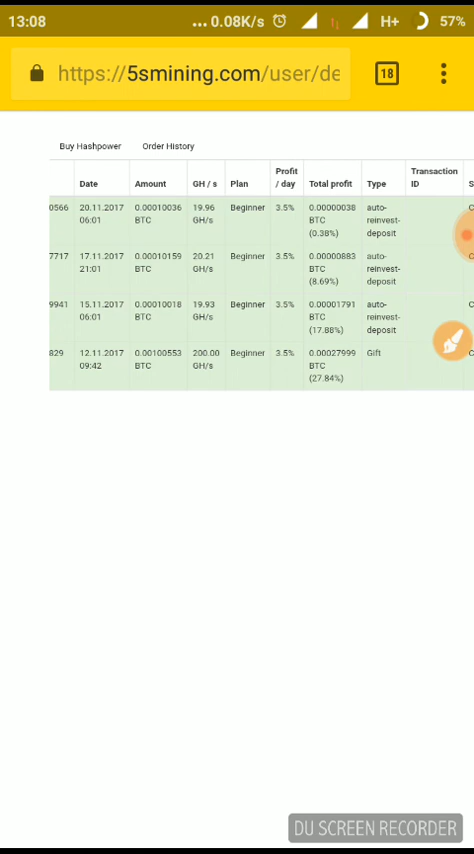 13:08 ... 0.08K/s H+ 57%
https://5smining.com/user/de 18
Buy Hashpower Order History
Date Amount GH / s Plan Profit / day Total profit Type Transaction ID S
0566 20.11.2017 06:01 0.00010036 BTC 19.96 GH/s Beginner 3.5% 0.00000038 BTC (0.38%) auto-reinvest-deposit C
7717 17.11.2017 21:01 0.00010159 BTC 20.21 GH/s Beginner 3.5% 0.00000883 BTC (8.69%) auto-reinvest-deposit C
9941 15.11.2017 06:01 0.00010018 BTC 19.93 GH/s Beginner 3.5% 0.00001791 BTC (17.88%) auto-reinvest-deposit C
829 12.11.2017 09:42 0.00100553 BTC 200.00 GH/s Beginner 3.5% 0.00027999 BTC (27.84%) Gift C
DU SCREEN RECORDER